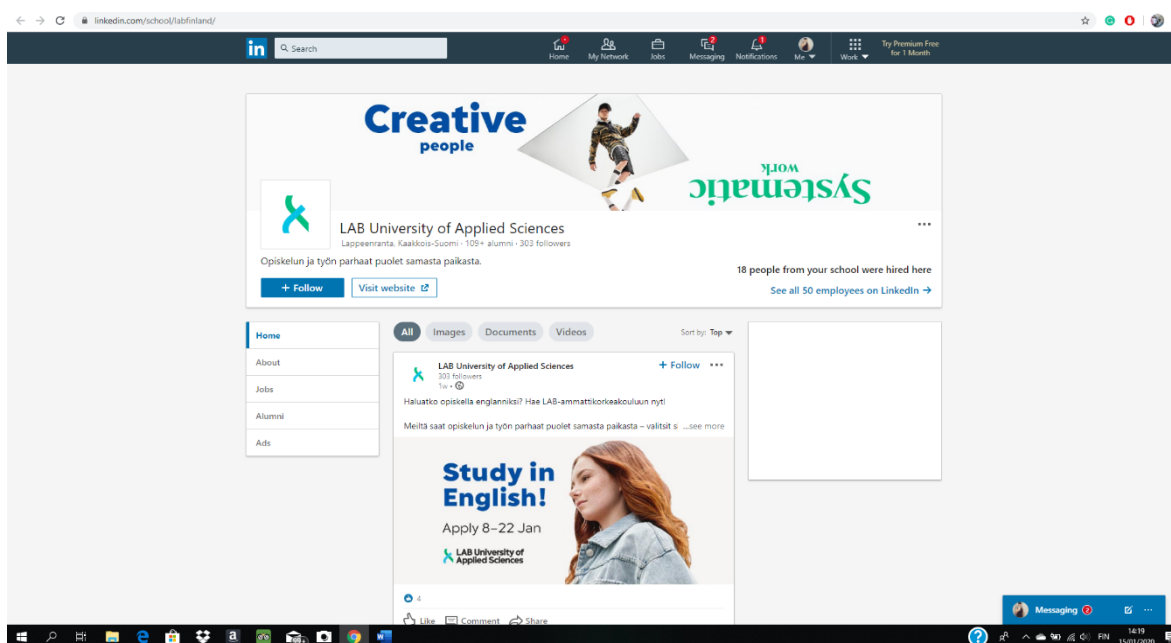 linkedin.com/school/labfinland/
in
Search
Home
My Network
Jobs
Messaging
Notifications
Me
Work
Try Premium Free
for 1 Month
Creative
people
Systematic
work
LAB University of Applied Sciences
Lappeenranta, Kaakkois-Suomi · 109+ alumni · 303 followers
Opiskelun ja työn parhaat puolet samasta paikasta.
18 people from your school were hired here
+ Follow
Visit website
See all 50 employees on LinkedIn →
Home
About
Jobs
Alumni
Ads
All
Images
Documents
Videos
Sort by: Top
LAB University of Applied Sciences
303 followers
1w •
+ Follow
Haluatko opiskella englanniksi? Hae LAB-ammattikorkeakouluun nyt!
Meiltä saat opiskelun ja työn parhaat puolet samasta paikasta – valitsit s ...see more
Study in
English!
Apply 8–22 Jan
LAB University of
Applied Sciences
4
Like
Comment
Share
Messaging 2
FIN
14:19
15/01/2020